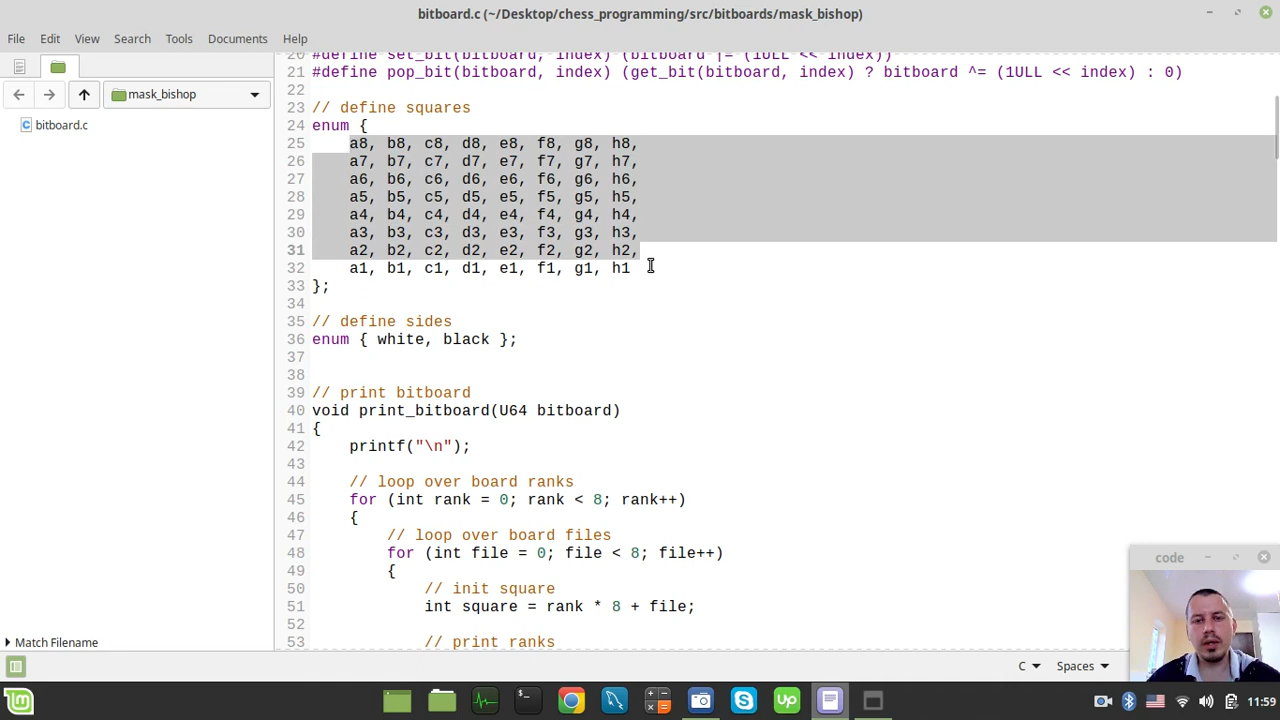 bitboard.c (~/Desktop/chess_programming/src/bitboards/mask_bishop)
File Edit View Search Tools Documents Help
mask_bishop
bitboard.c
20 #define set_bit(bitboard, index) (bitboard |= (1ULL << index))
21 #define pop_bit(bitboard, index) (get_bit(bitboard, index) ? bitboard ^= (1ULL << index) : 0)
22
23 // define squares
24 enum {
25 a8, b8, c8, d8, e8, f8, g8, h8,
26 a7, b7, c7, d7, e7, f7, g7, h7,
27 a6, b6, c6, d6, e6, f6, g6, h6,
28 a5, b5, c5, d5, e5, f5, g5, h5,
29 a4, b4, c4, d4, e4, f4, g4, h4,
30 a3, b3, c3, d3, e3, f3, g3, h3,
31 a2, b2, c2, d2, e2, f2, g2, h2,
32 a1, b1, c1, d1, e1, f1, g1, h1
33 };
34
35 // define sides
36 enum { white, black };
37
38
39 // print bitboard
40 void print_bitboard(U64 bitboard)
41 {
42 printf("\n");
43
44 // loop over board ranks
45 for (int rank = 0; rank < 8; rank++)
46 {
47 // loop over board files
48 for (int file = 0; file < 8; file++)
49 {
50 // init square
51 int square = rank * 8 + file;
52
53 // print ranks
code
Match Filename
C Spaces
11:59